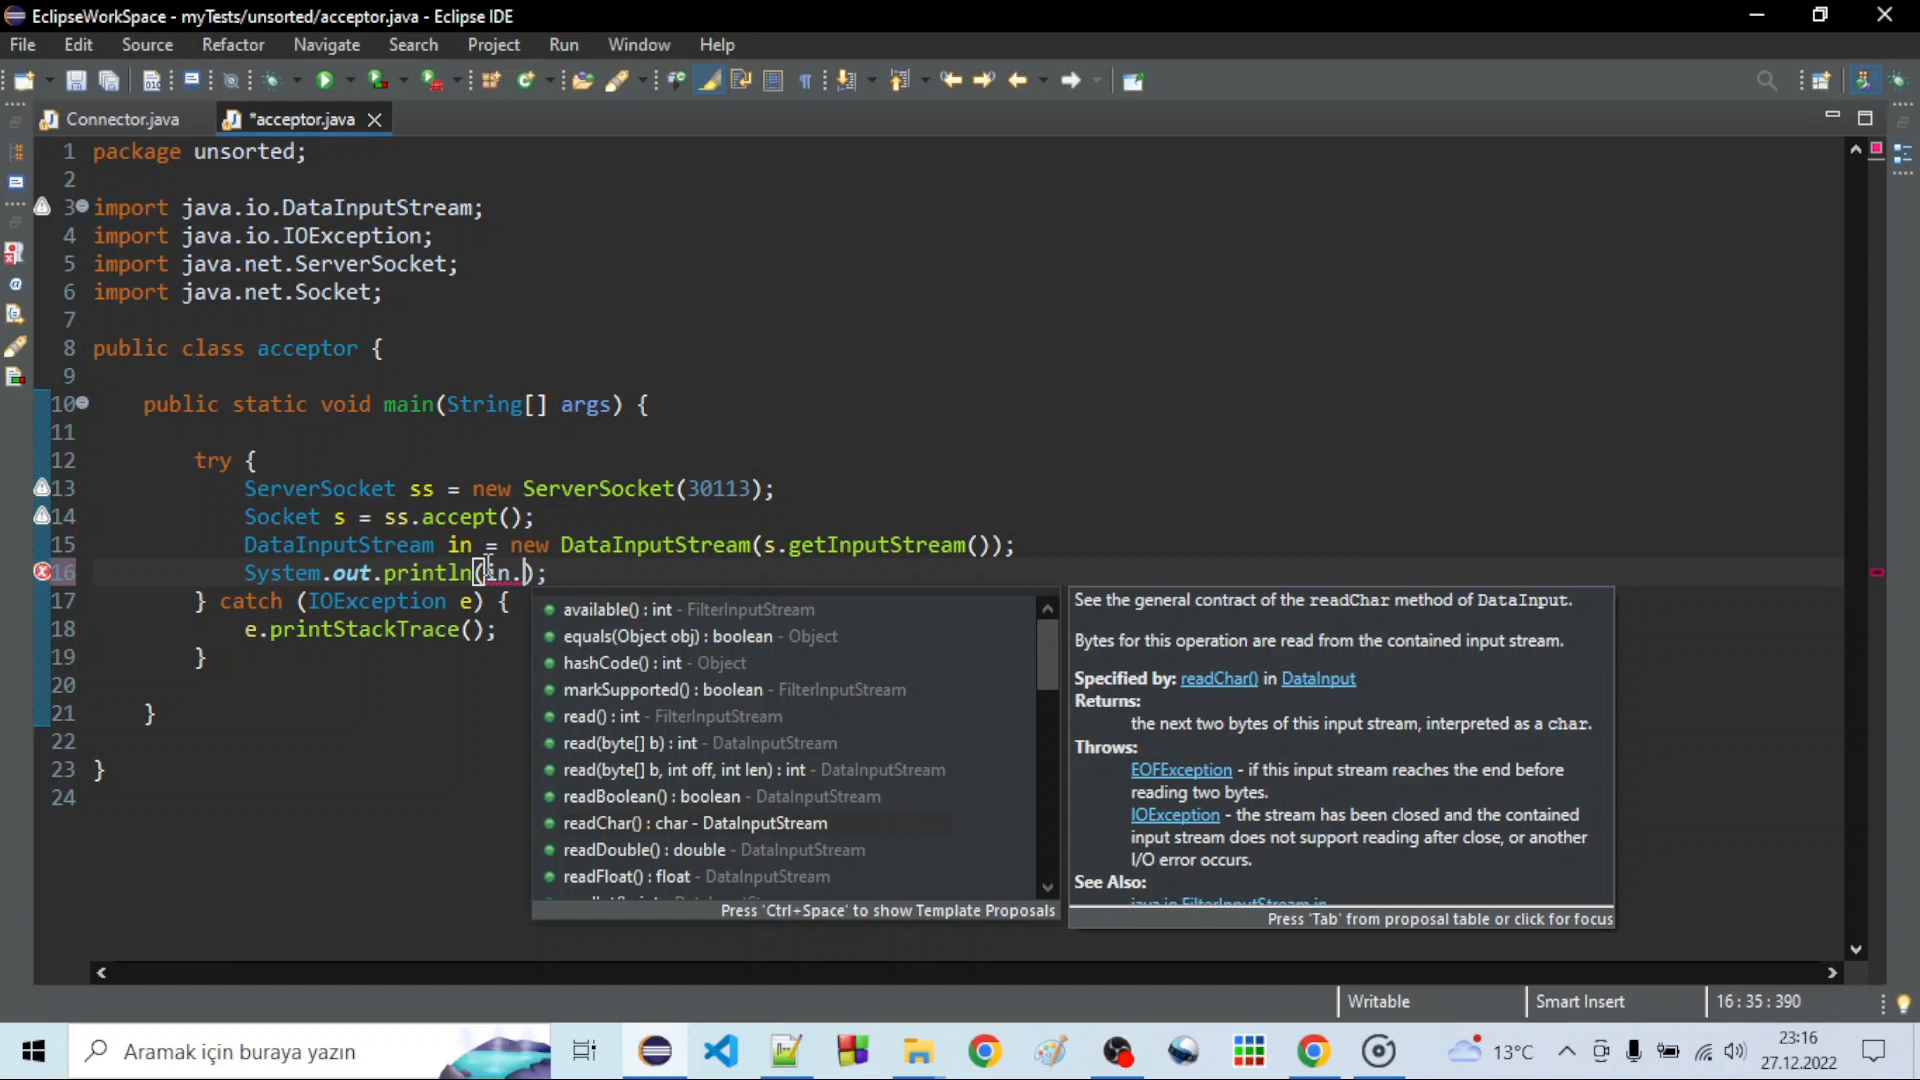 EclipseWorkSpace - myTests/unsorted/acceptor.java - Eclipse IDE
File Edit Source Refactor Navigate Search Project Run Window Help
Connector.java *acceptor.java
1 package unsorted;
2
3 import java.io.DataInputStream;
4 import java.io.IOException;
5 import java.net.ServerSocket;
6 import java.net.Socket;
7
8 public class acceptor {
9
10 public static void main(String[] args) {
11
12 try {
13 ServerSocket ss = new ServerSocket(30113);
14 Socket s = ss.accept();
15 DataInputStream in = new DataInputStream(s.getInputStream());
16 System.out.println(in.);
17 } catch (IOException e) {
18 e.printStackTrace();
19 }
20
21 }
22
23 }
24
available() : int - FilterInputStream
equals(Object obj) : boolean - Object
hashCode() : int - Object
markSupported() : boolean - FilterInputStream
read() : int - FilterInputStream
read(byte[] b) : int - DataInputStream
read(byte[] b, int off, int len) : int - DataInputStream
readBoolean() : boolean - DataInputStream
readChar() : char - DataInputStream
readDouble() : double - DataInputStream
readFloat() : float - DataInputStream
Press 'Ctrl+Space' to show Template Proposals
See the general contract of the readChar method of DataInput.
Bytes for this operation are read from the contained input stream.
Specified by: readChar() in DataInput
Returns:
the next two bytes of this input stream, interpreted as a char.
Throws:
EOFException - if this input stream reaches the end before
reading two bytes.
IOException - the stream has been closed and the contained
input stream does not support reading after close, or another
I/O error occurs.
See Also:
java.io.FilterInputStream.in
Press 'Tab' from proposal table or click for focus
Writable Smart Insert 16 : 35 : 390
Aramak için buraya yazın
13°C
23:16
27.12.2022